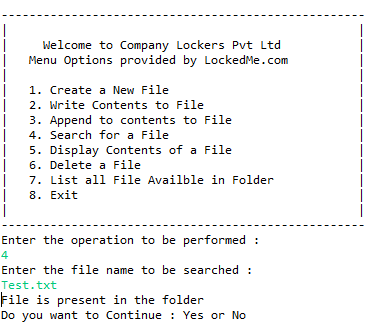 Welcome to Company Lockers Pvt Ltd
Menu Options provided by LockedMe.com
1. Create a New File
2. Write Contents to File
3. Append to contents to File
4. Search for a File
5. Display Contents of a File
6. Delete a File
7. List all File Availble in Folder
8. Exit
Enter the operation to be performed :
4
Enter the file name to be searched :
Test.txt
File is present in the folder
Do you want to Continue : Yes or No